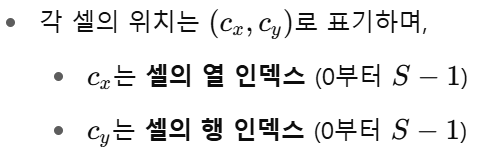 • 각 셀의 위치는 (cₓ, c_y)로 표기하며,
• cₓ는 셀의 열 인덱스 (0부터 S − 1)
• c_y는 셀의 행 인덱스 (0부터 S − 1)